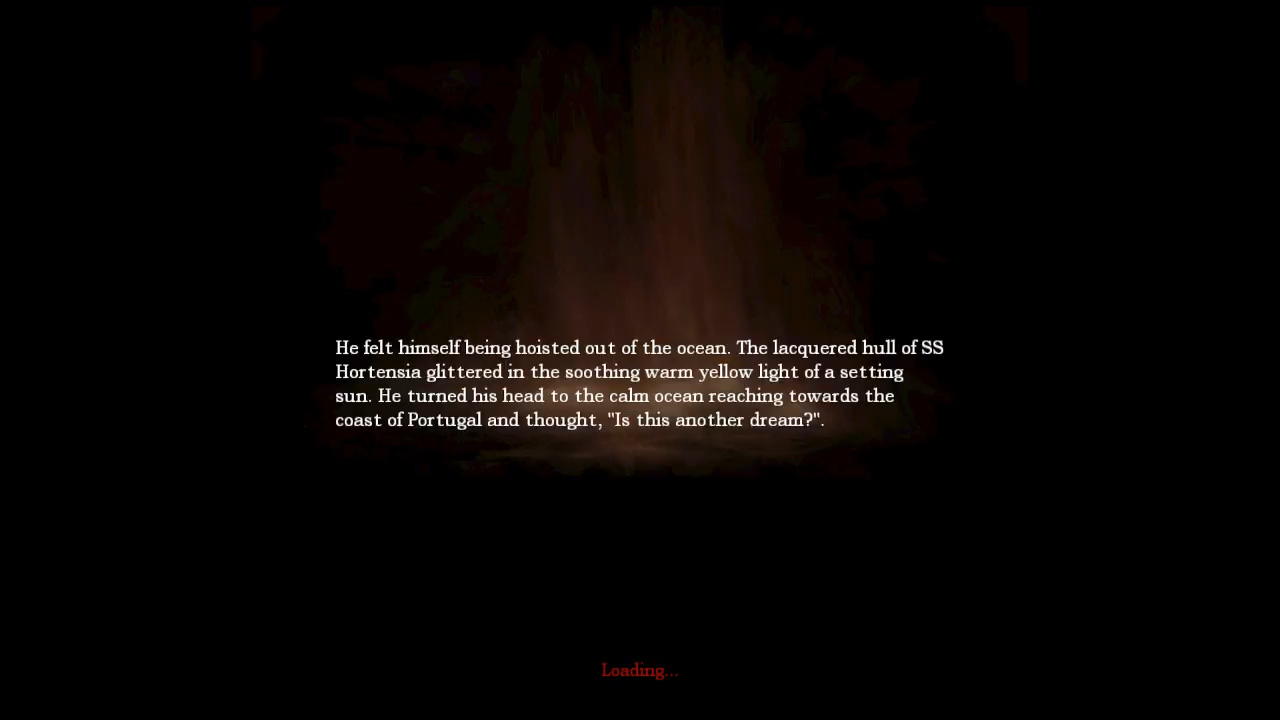 He felt himself being hoisted out of the ocean. The lacquered hull of SS
Hortensia glittered in the soothing warm yellow light of a setting
sun. He turned his head to the calm ocean reaching towards the
coast of Portugal and thought, "Is this another dream?".
Loading...